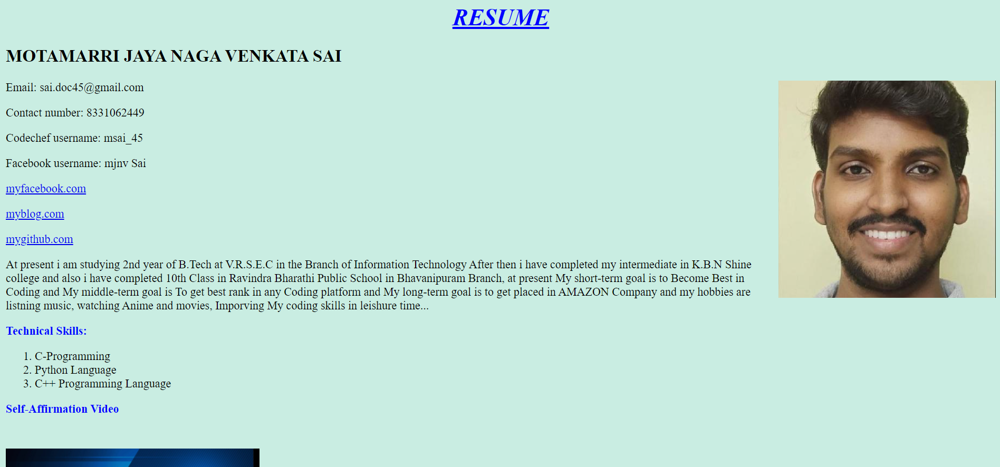 RESUME
MOTAMARRI JAYA NAGA VENKATA SAI
Email: sai.doc45@gmail.com
Contact number: 8331062449
Codechef username: msai_45
Facebook username: mjnv Sai
myfacebook.com
myblog.com
mygithub.com
At present i am studying 2nd year of B.Tech at V.R.S.E.C in the Branch of Information Technology After then i have completed my intermediate in K.B.N Shine
college and also i have completed 10th Class in Ravindra Bharathi Public School in Bhavanipuram Branch, at present My short-term goal is to Become Best in
Coding and My middle-term goal is To get best rank in any Coding platform and My long-term goal is to get placed in AMAZON Company and my hobbies are
listning music, watching Anime and movies, Imporving My coding skills in leishure time...
Technical Skills:
1. C-Programming
2. Python Language
3. C++ Programming Language
Self-Affirmation Video